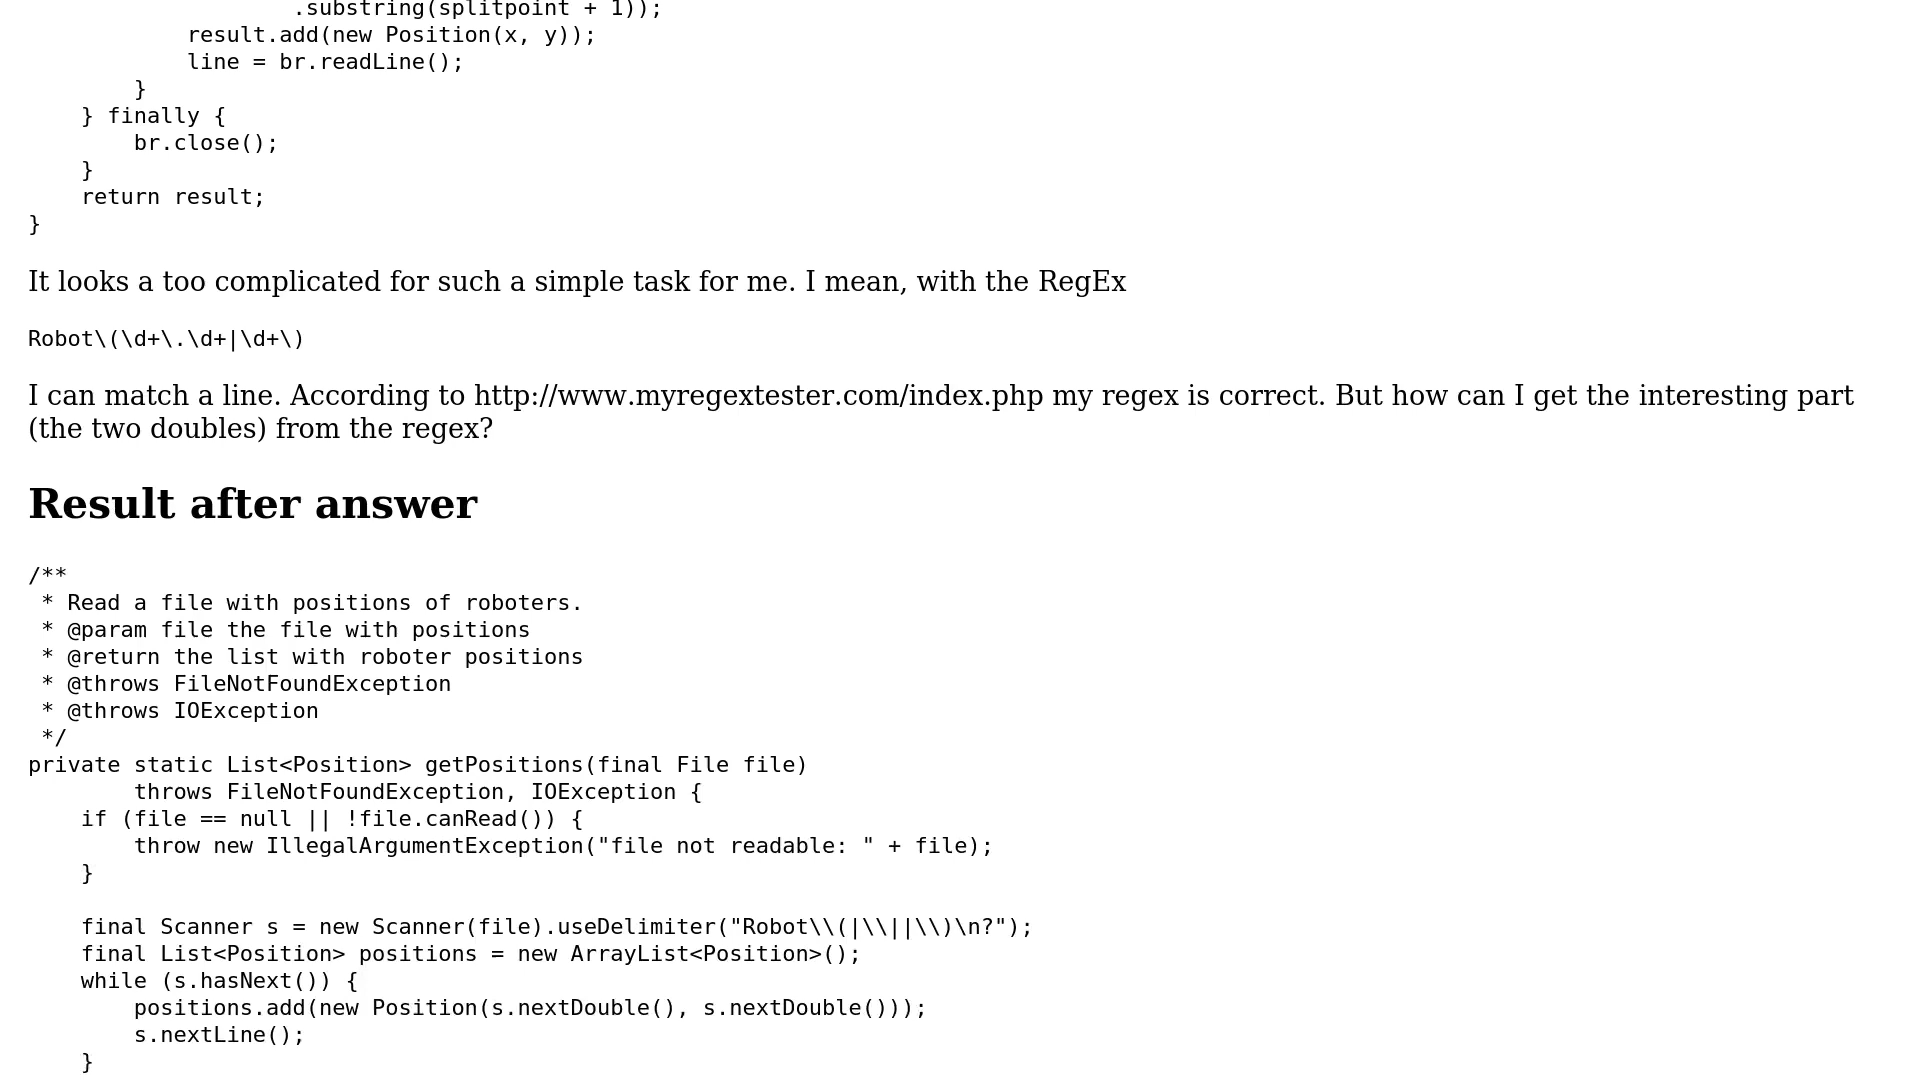 .substring(splitpoint + 1));
            result.add(new Position(x, y));
            line = br.readLine();
        }
    } finally {
        br.close();
    }
    return result;
}
It looks a too complicated for such a simple task for me. I mean, with the RegEx
Robot\(\d+\.\d+|\d+\)
I can match a line. According to http://www.myregextester.com/index.php my regex is correct. But how can I get the interesting part
(the two doubles) from the regex?
Result after answer
/**
 * Read a file with positions of roboters.
 * @param file the file with positions
 * @return the list with roboter positions
 * @throws FileNotFoundException
 * @throws IOException
 */
private static List<Position> getPositions(final File file)
        throws FileNotFoundException, IOException {
    if (file == null || !file.canRead()) {
        throw new IllegalArgumentException("file not readable: " + file);
    }
    final Scanner s = new Scanner(file).useDelimiter("Robot\\(|\\||\\)\n?");
    final List<Position> positions = new ArrayList<Position>();
    while (s.hasNext()) {
        positions.add(new Position(s.nextDouble(), s.nextDouble()));
        s.nextLine();
    }